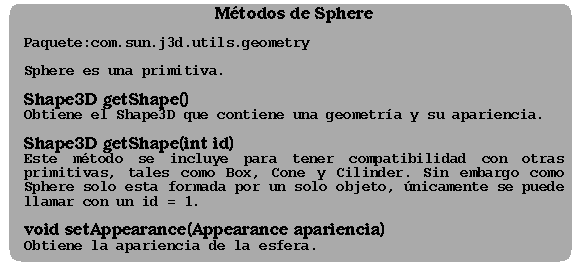 Métodos de Sphere
Paquete:com.sun.j3d.utils.geometry
Sphere es una primitiva.
Shape3D getShape()
Obtiene el Shape3D que contiene una geometría y su apariencia.
Shape3D getShape(int id)
Este método se incluye para tener compatibilidad con otras
primitivas, tales como Box, Cone y Cilinder. Sin embargo como
Sphere solo esta formada por un solo objeto, únicamente se puede
llamar con un id = 1.
void setAppearance(Appearance apariencia)
Obtiene la apariencia de la esfera.